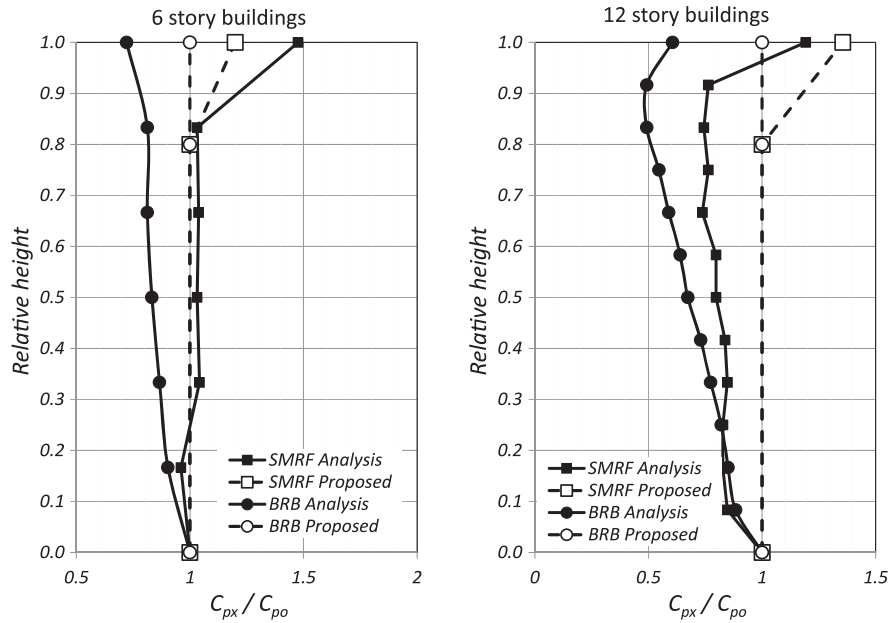 6 story buildings
1.0
0.9
0.8
0.7
0.6
0.5
0.4
0.3
0.2
0.1
0.0
Relative height
SMRF Analysis
SMRF Proposed
BRB Analysis
BRB Proposed
0.5
1
1.5
2
Cpx / Cpo
12 story buildings
1.0
0.9
0.8
0.7
0.6
0.5
0.4
0.3
0.2
0.1
0.0
Relative height
SMRF Analysis
SMRF Proposed
BRB Analysis
BRB Proposed
0
0.5
1
1.5
Cpx / Cpo